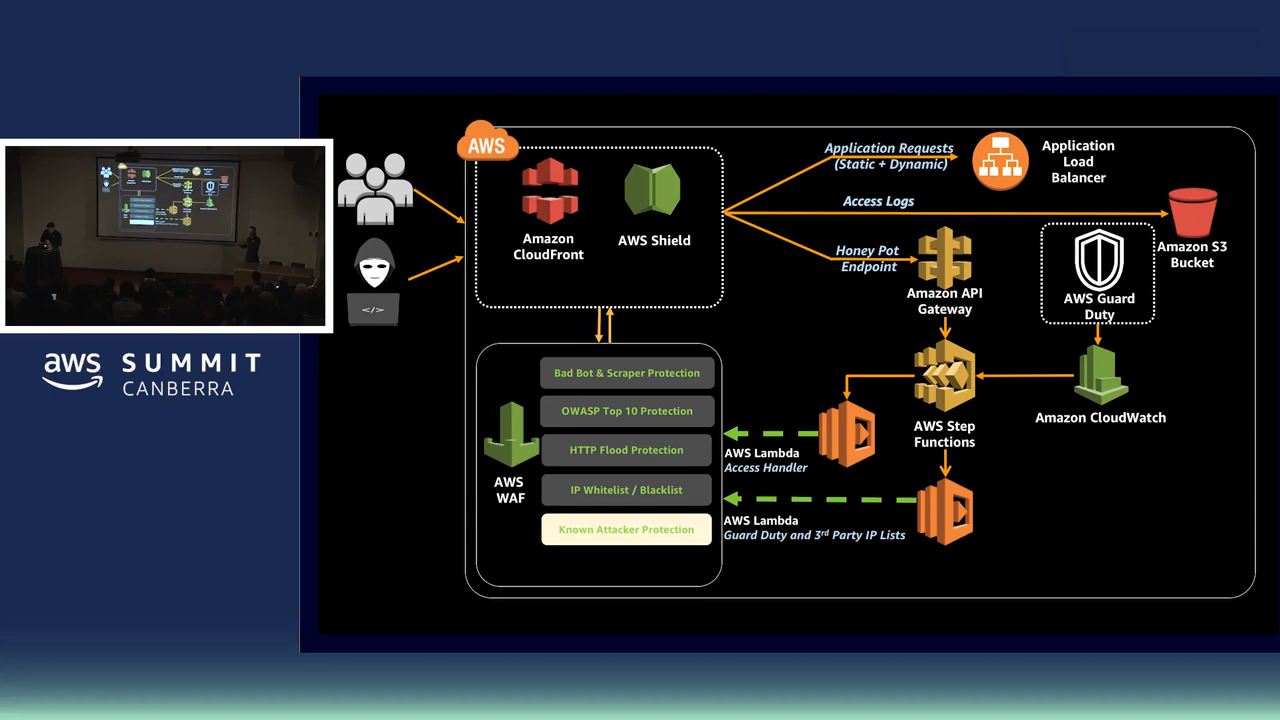 AWS
Amazon
CloudFront
AWS Shield
Application Requests
(Static + Dynamic)
Application
Load
Balancer
Access Logs
Amazon S3
Bucket
Honey Pot
Endpoint
Amazon API
Gateway
AWS Guard
Duty
</>
aws SUMMIT
CANBERRA
Bad Bot & Scraper Protection
OWASP Top 10 Protection
HTTP Flood Protection
IP Whitelist / Blacklist
Known Attacker Protection
AWS
WAF
AWS Lambda
Access Handler
AWS Step
Functions
Amazon CloudWatch
AWS Lambda
Guard Duty and 3rd Party IP Lists